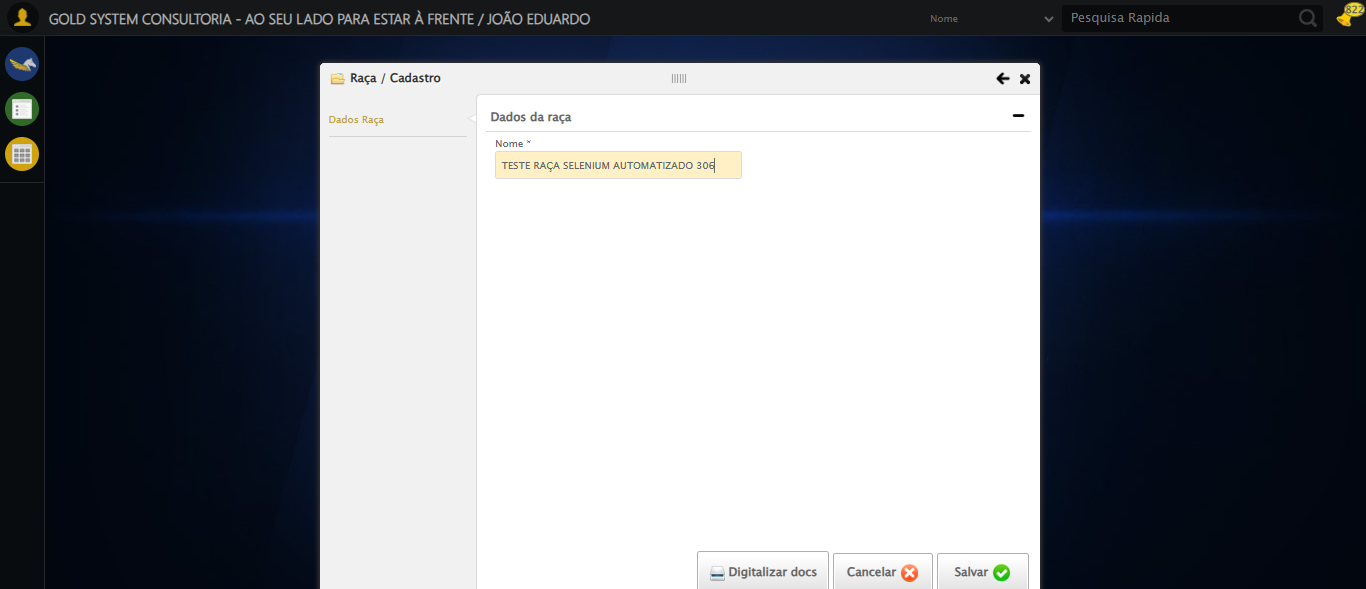 GOLD SYSTEM CONSULTORIA - AO SEU LADO PARA ESTAR À FRENTE / JOÃO EDUARDO
Nome
Pesquisa Rapida
822
Raça / Cadastro
Dados Raça
Dados da raça
Nome *
TESTE RAÇA SELENIUM AUTOMATIZADO 306
Digitalizar docs
Cancelar
Salvar